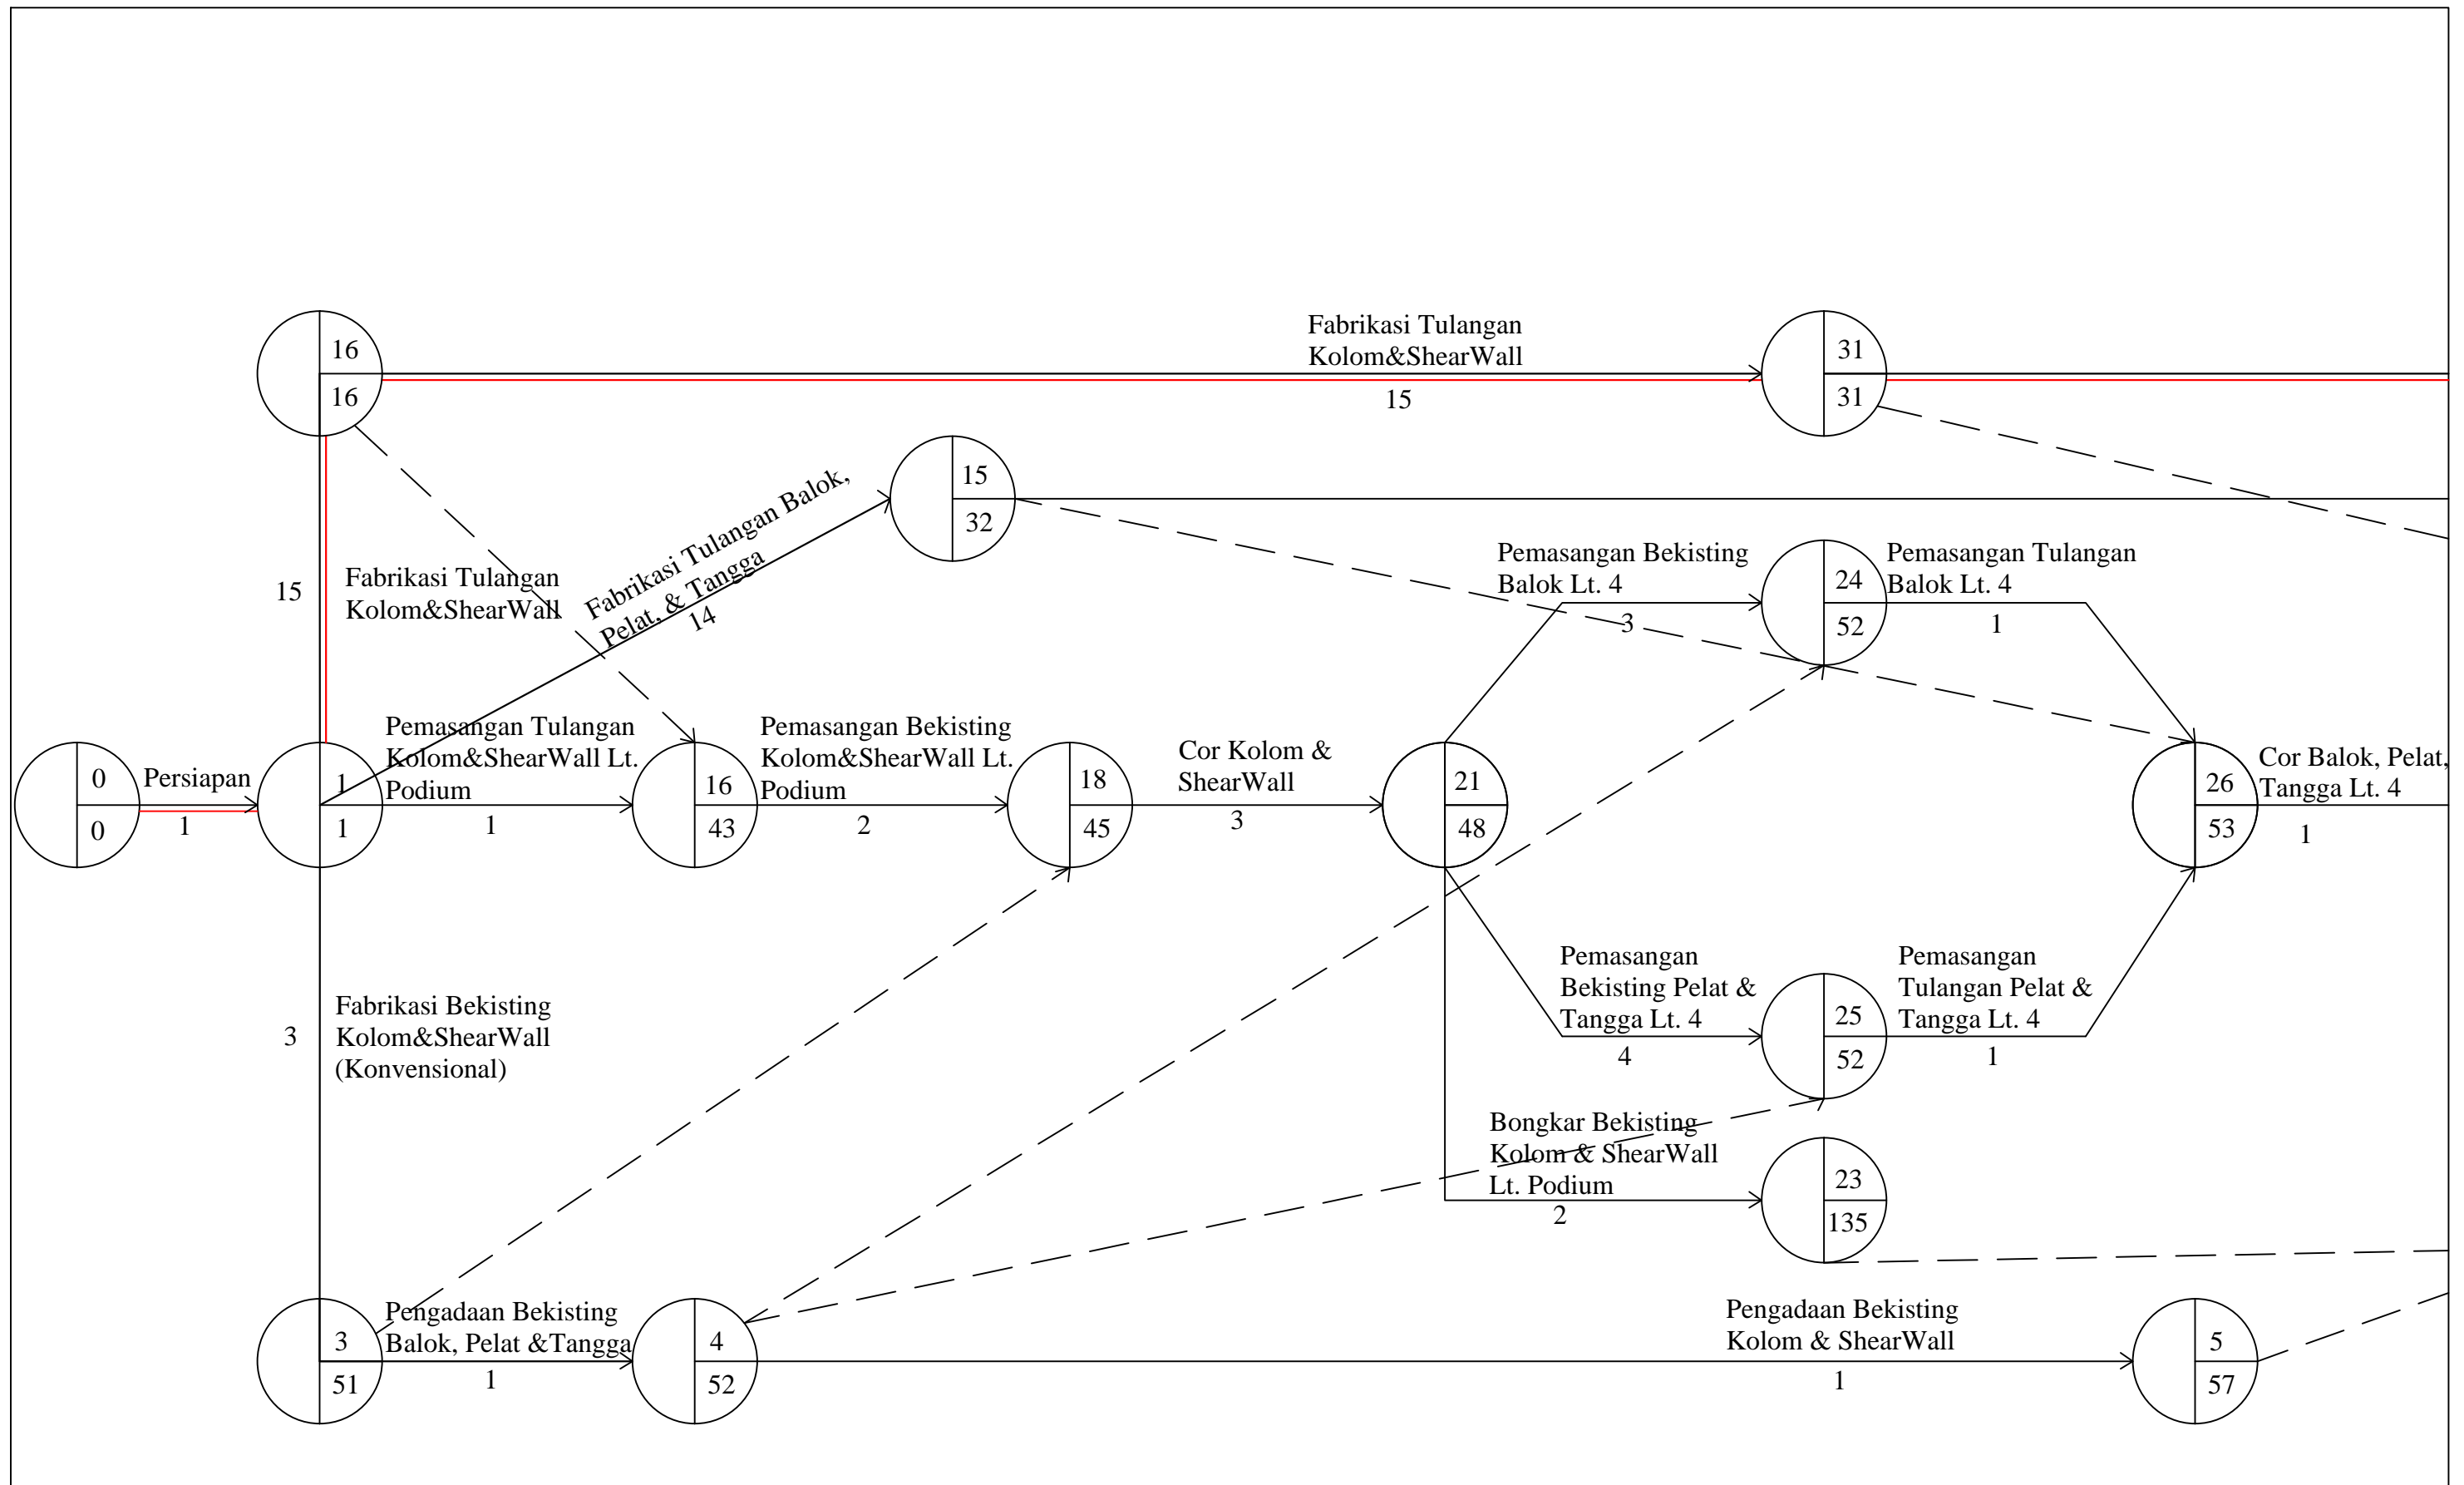 Fabrikasi Tulangan
Kolom&ShearWall
15
16
16
31
31
15
32
Fabrikasi Tulangan Balok,
Pelat, & Tangga
14
15
Fabrikasi Tulangan
Kolom&ShearWall
Pemasangan Bekisting
Balok Lt. 4
3
24
52
Pemasangan Tulangan
Balok Lt. 4
1
0
0
Persiapan
1
1
1
Pemasangan Tulangan
Kolom&ShearWall Lt.
Podium
1
16
43
Pemasangan Bekisting
Kolom&ShearWall Lt.
Podium
2
18
45
Cor Kolom &
ShearWall
3
21
48
26
53
Cor Balok, Pelat,
Tangga Lt. 4
1
3
Fabrikasi Bekisting
Kolom&ShearWall
(Konvensional)
Pemasangan
Bekisting Pelat &
Tangga Lt. 4
4
25
52
Pemasangan
Tulangan Pelat &
Tangga Lt. 4
1
Bongkar Bekisting
Kolom & ShearWall
Lt. Podium
2
23
135
3
51
Pengadaan Bekisting
Balok, Pelat &Tangga
1
4
52
Pengadaan Bekisting
Kolom & ShearWall
1
5
57